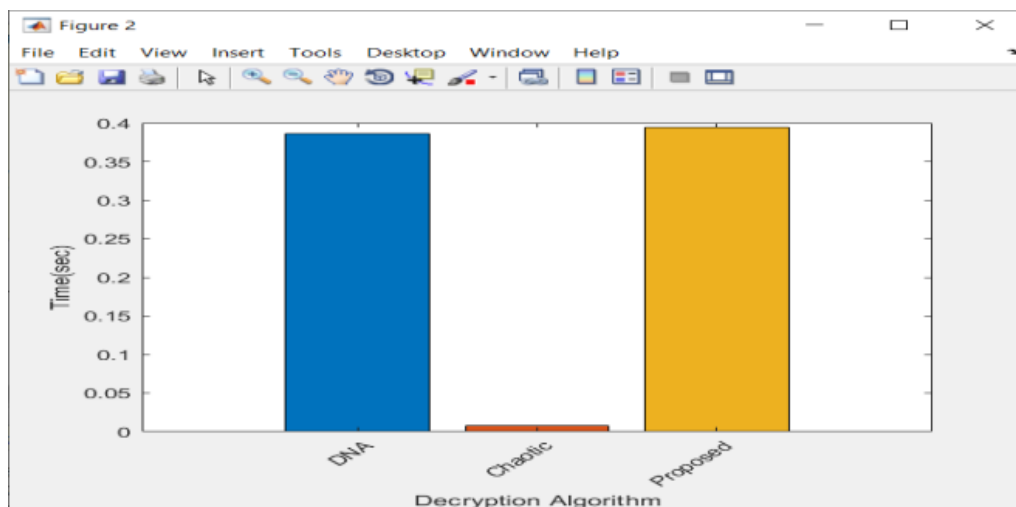 Figure 2
File Edit View Insert Tools Desktop Window Help
0.4
0.35
0.3
0.25
0.2
0.15
0.1
0.05
0
Time(sec)
DNA Chaotic Proposed
Decryption Algorithm